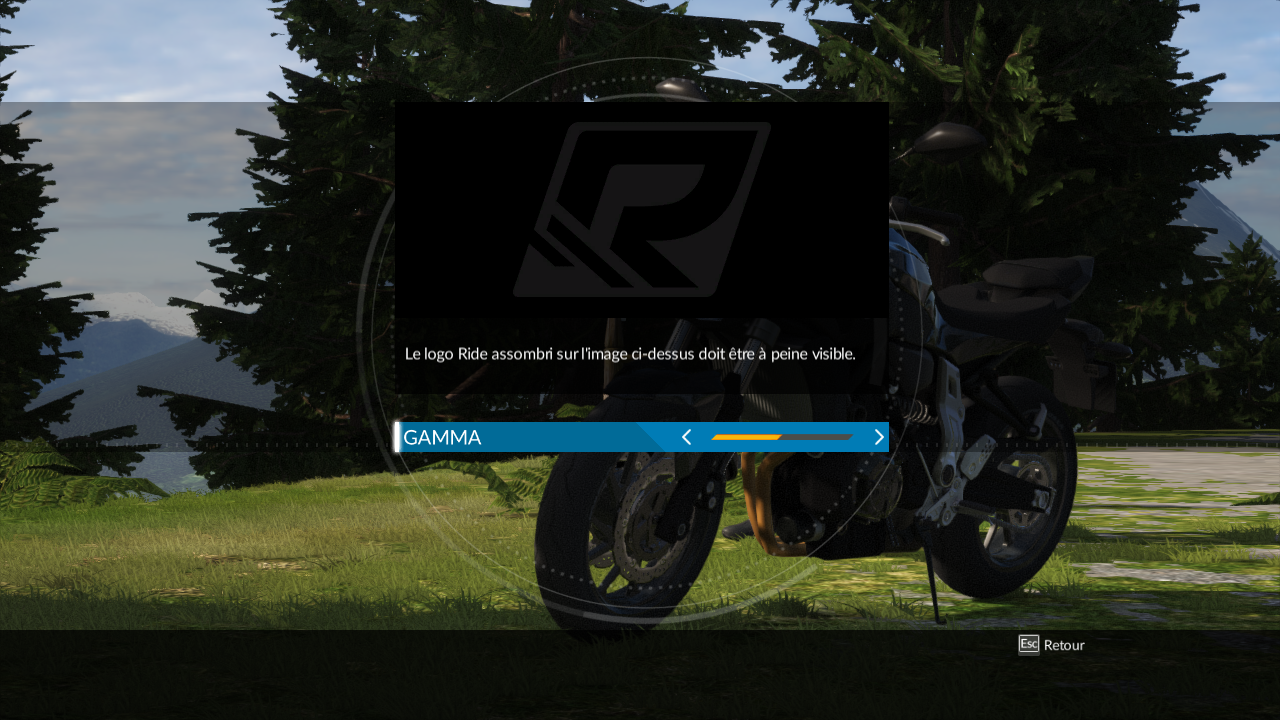 Le logo Ride assombri sur l'image ci-dessus doit être à peine visible.
GAMMA
Esc Retour